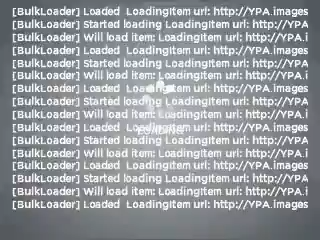 [BulkLoader] Loaded LoadingItem url: http://YPA.images
[BulkLoader] Started loading LoadingItem url: http://YPA
[BulkLoader] Will load item: LoadingItem url: http://YPA.i
[BulkLoader] Loaded LoadingItem url: http://YPA.images
[BulkLoader] Started loading LoadingItem url: http://YPA
[BulkLoader] Will load item: LoadingItem url: http://YPA.i
[BulkLoader] Loaded LoadingItem url: http://YPA.images
[BulkLoader] Started loading LoadingItem url: http://YPA
[BulkLoader] Will load item: LoadingItem url: http://YPA.i
[BulkLoader] Loaded LoadingItem url: http://YPA.images
[BulkLoader] Started loading LoadingItem url: http://YPA
[BulkLoader] Will load item: LoadingItem url: http://YPA.i
[BulkLoader] Loaded LoadingItem url: http://YPA.images
[BulkLoader] Started loading LoadingItem url: http://YPA
[BulkLoader] Will load item: LoadingItem url: http://YPA.i
[BulkLoader] Loaded LoadingItem url: http://YPA.images